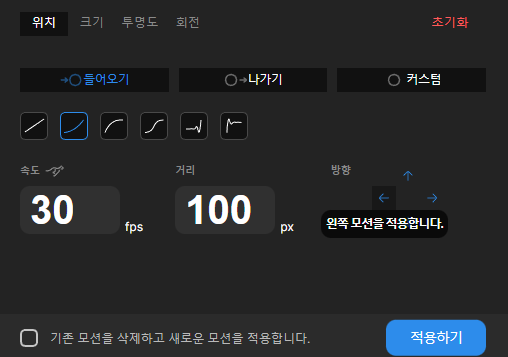 위치 크기 투명도 회전 초기화
들어오기 나가기 커스텀
속도 거리 방향
30 fps 100 px
왼쪽 모션을 적용합니다.
기존 모션을 삭제하고 새로운 모션을 적용합니다. 적용하기